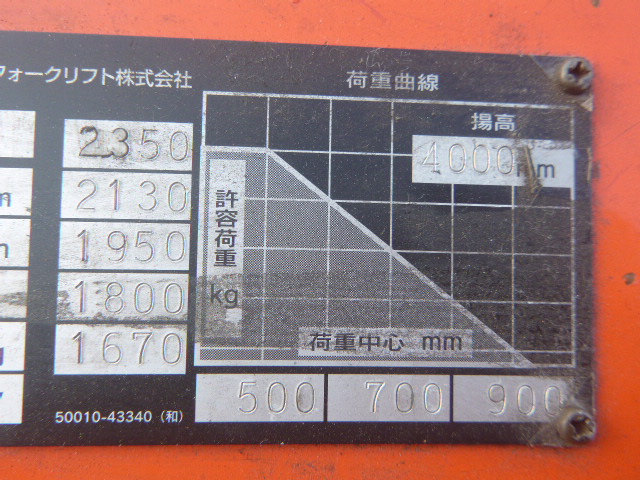 フォークリフト株式会社
荷重曲線
揚高
4000mm
2350
2130
1950
1800
1670
許容荷重
kg
荷重中心 mm
500 700 900
50010-43340 (和)